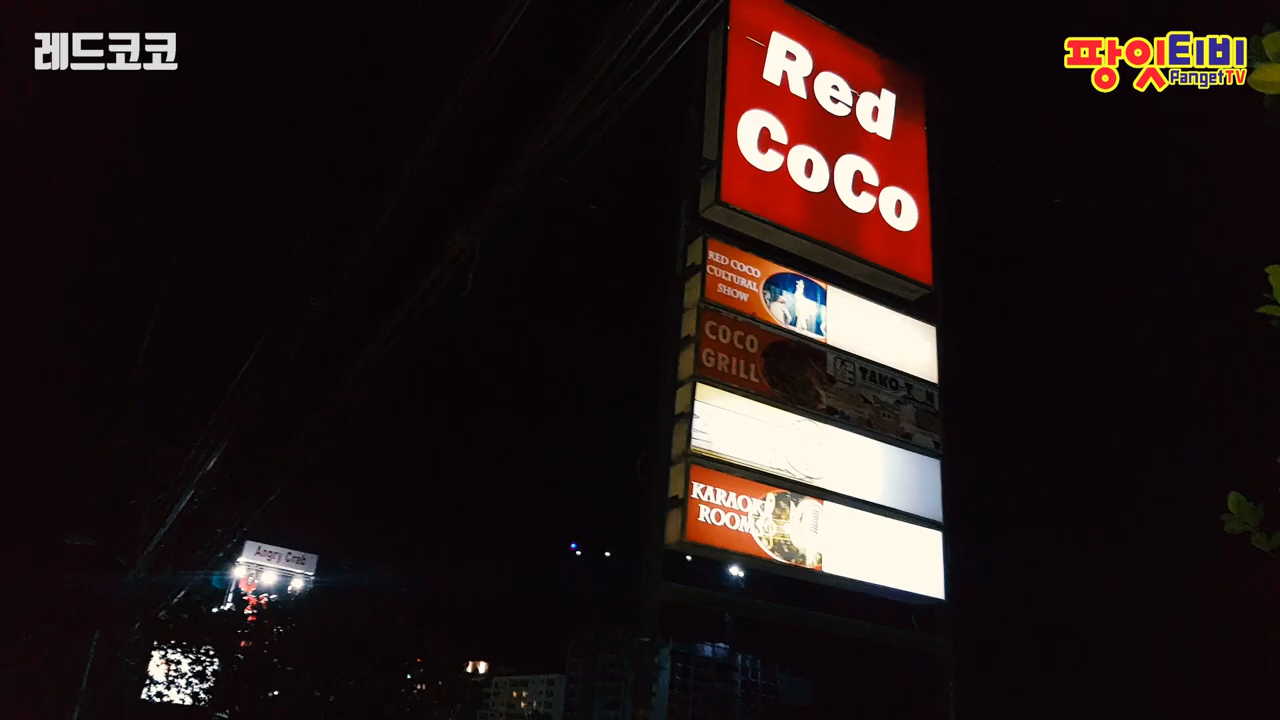 레드코코
팡잇티비
PangetTV
Red
CoCo
RED COCO
CULTURAL
SHOW
COCO
GRILL
KARAOKE
ROOM
Angry Crab